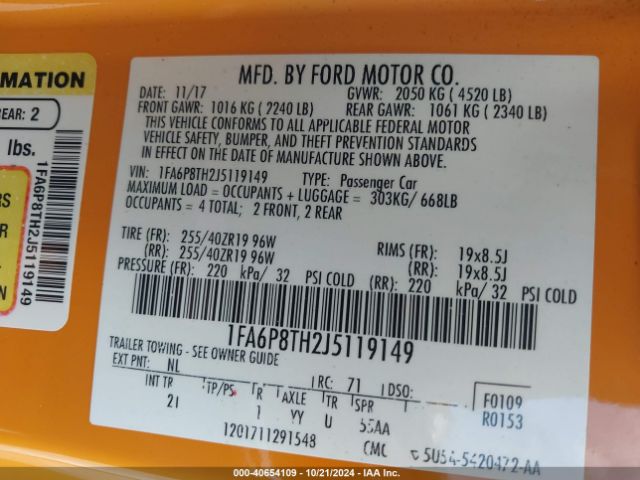 RMATION
REAR: 2
lbs.
1FA6P8TH2J5119149
MFD. BY FORD MOTOR CO.
DATE: 11/17 GVWR: 2050 KG ( 4520 LB)
FRONT GAWR: 1016 KG ( 2240 LB) REAR GAWR: 1061 KG ( 2340 LB)
THIS VEHICLE CONFORMS TO ALL APPLICABLE FEDERAL MOTOR
VEHICLE SAFETY, BUMPER, AND THEFT PREVENTION STANDARDS
IN EFFECT ON THE DATE OF MANUFACTURE SHOWN ABOVE.
VIN: 1FA6P8TH2J5119149 TYPE: Passenger Car
MAXIMUM LOAD = OCCUPANTS + LUGGAGE = 303KG/ 668LB
OCCUPANTS = 4 TOTAL; 2 FRONT, 2 REAR
TIRE (FR): 255/40ZR19 96W RIMS (FR): 19x8.5J
(RR): 255/40ZR19 96W (RR): 19x8.5J
PRESSURE (FR): 220 kPa/ 32 PSI COLD (RR): 220 kPa/ 32 PSI COLD
1FA6P8TH2J5119149
TRAILER TOWING - SEE OWNER GUIDE
EXT PNT: NL RC: 71 DSO: F0109
INT TR TP/PS R AXLE TR SPR R0153
2I 1 YY U 55AA
1201711291548 CMC 5U54-5420472-AA
© - 40654109 - 10/21/2024 - IAA Inc.